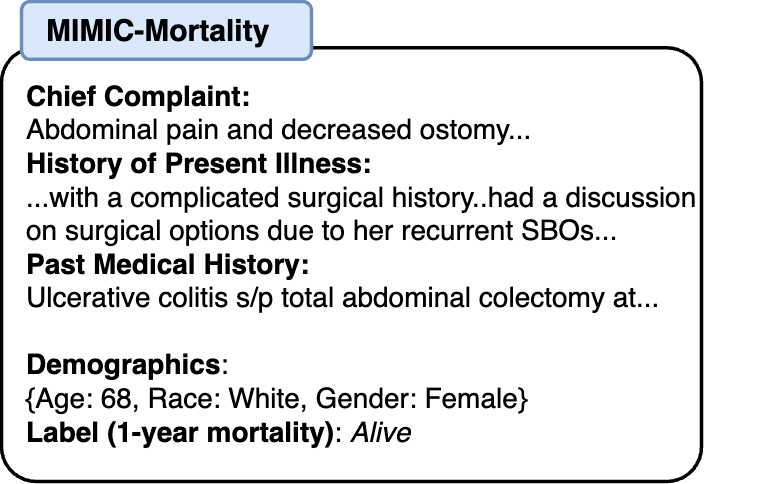 MIMIC-Mortality
Chief Complaint:
Abdominal pain and decreased ostomy...
History of Present Illness:
...with a complicated surgical history..had a discussion
on surgical options due to her recurrent SBOs...
Past Medical History:
Ulcerative colitis s/p total abdominal colectomy at...
Demographics:
{Age: 68, Race: White, Gender: Female}
Label (1-year mortality): Alive